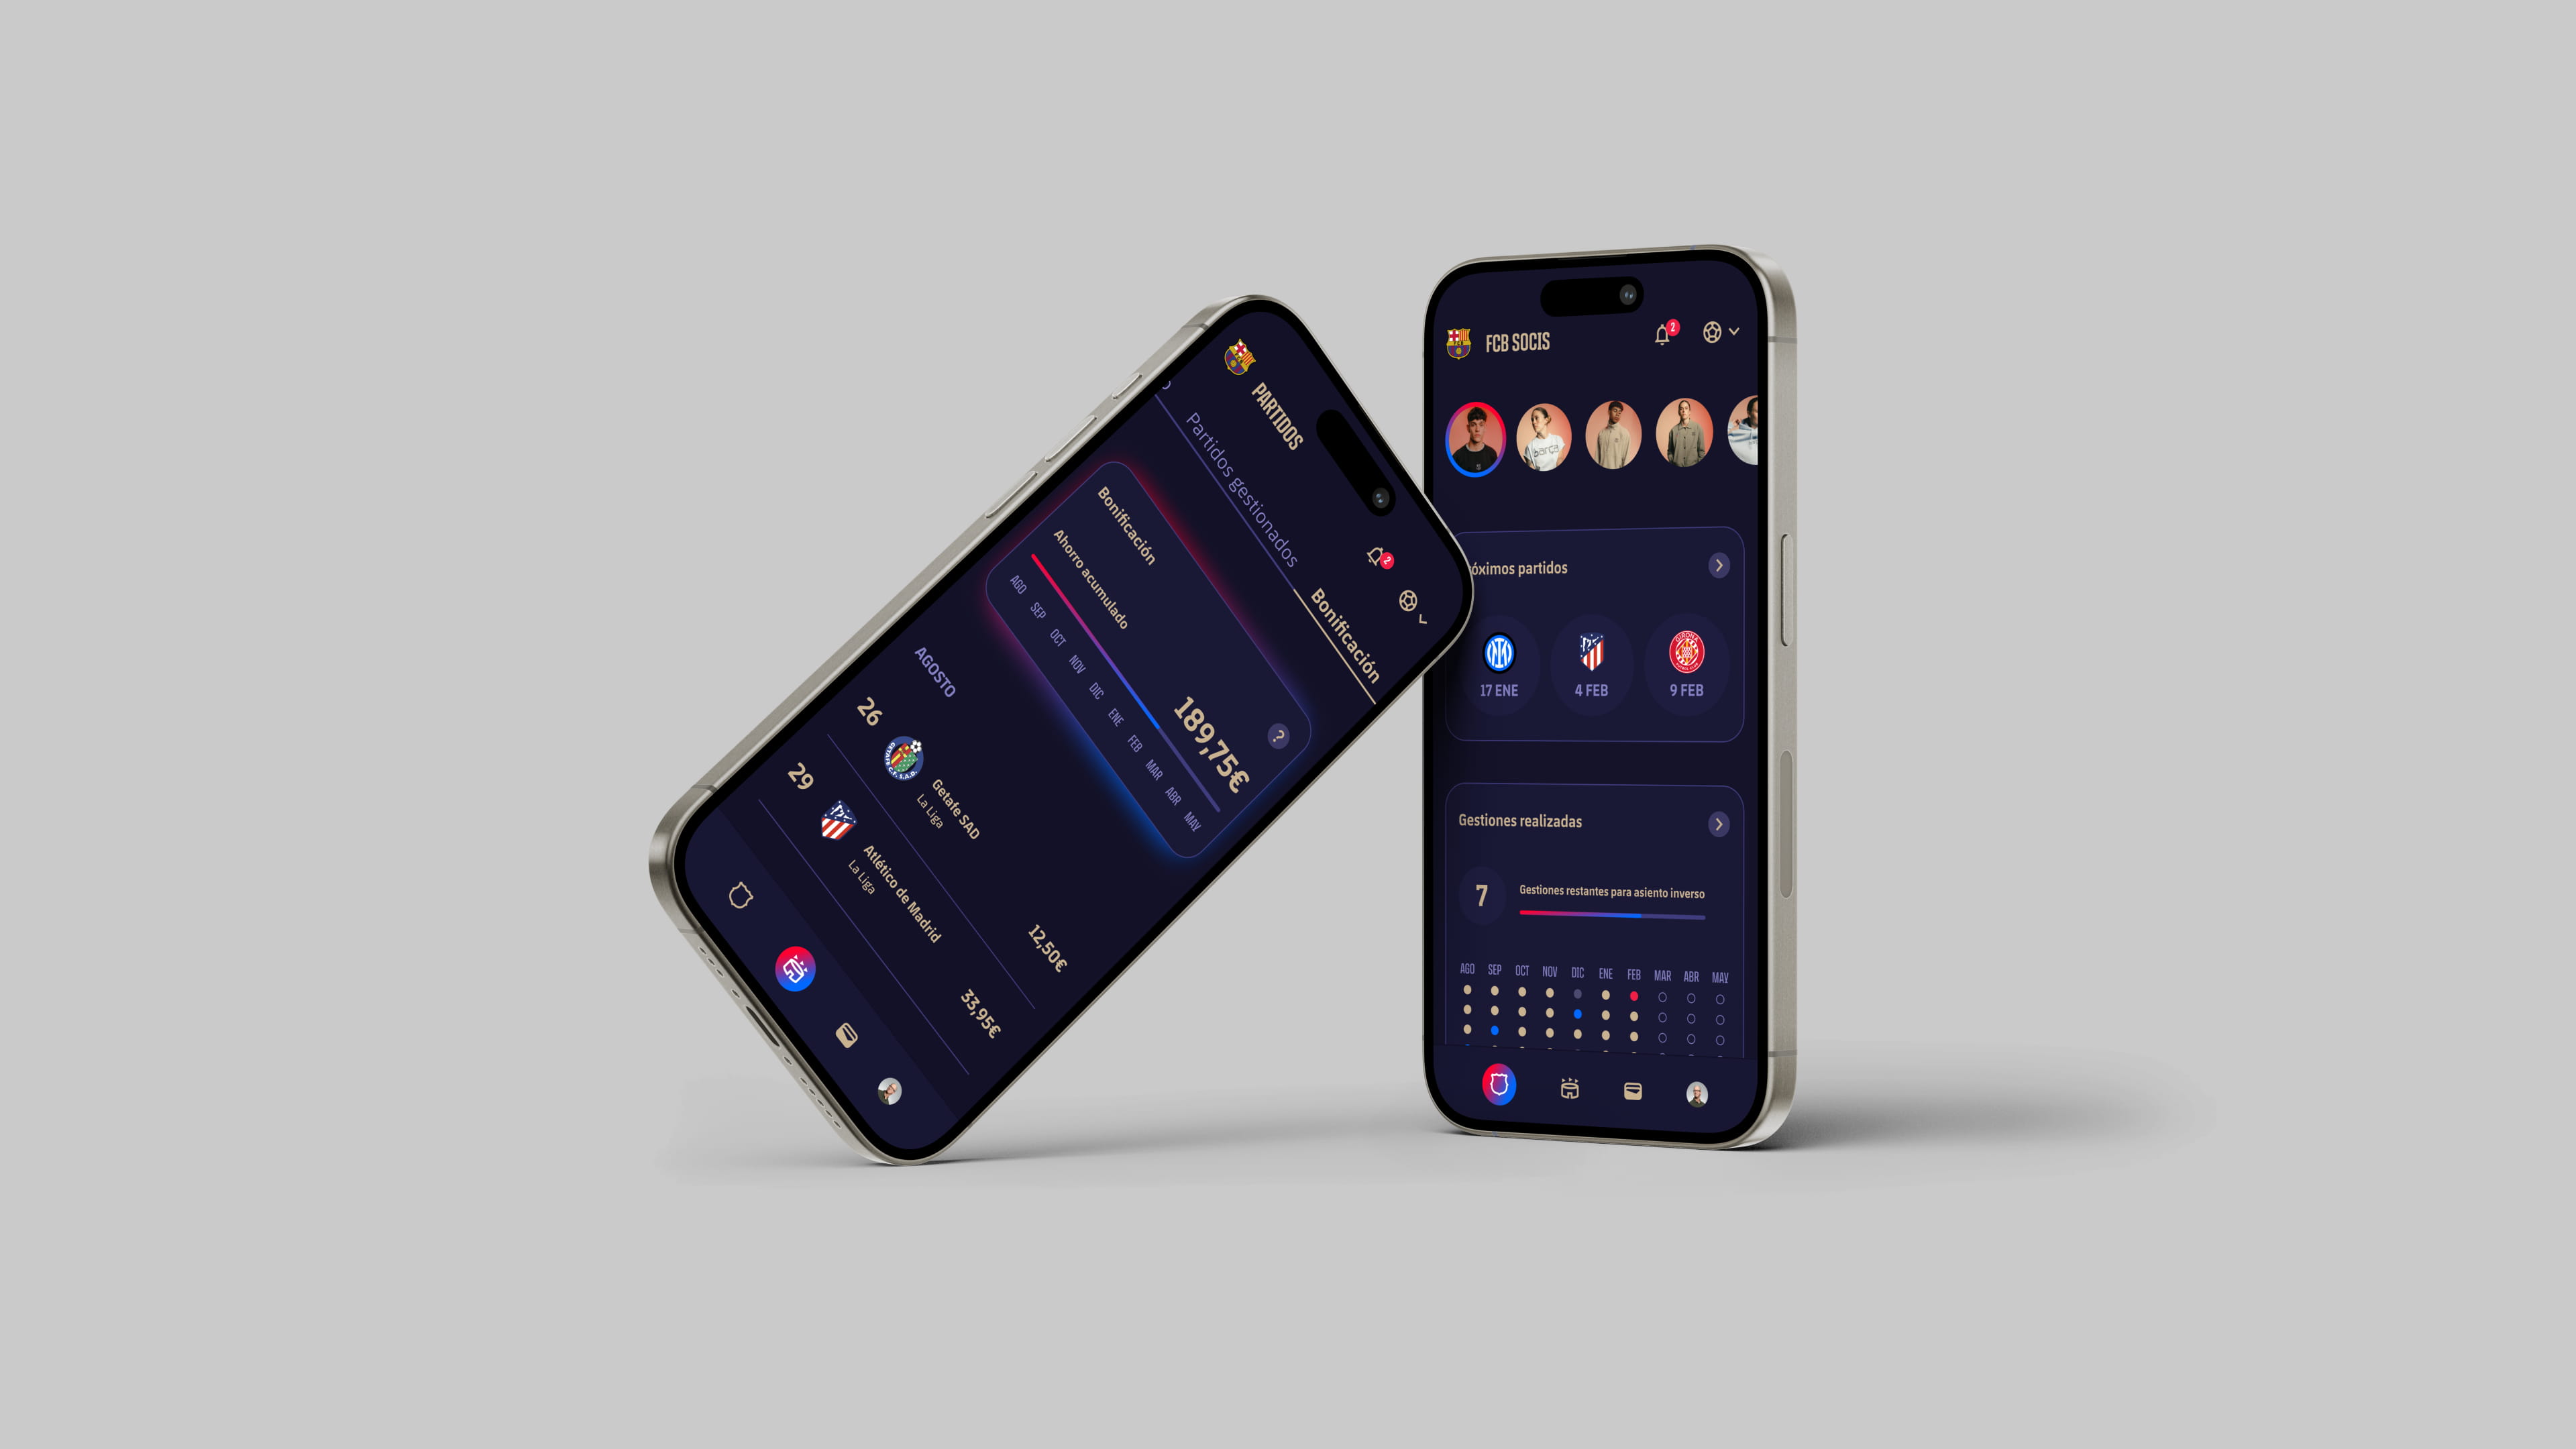 PARTIDOS
2
Partidos gestionados
Bonificación
Bonificación
?
Ahorro acumulado
189,75€
AGO SEP OCT NOV DIC ENE FEB MAR ABR MAY
AGOSTO
26
Getafe SAD
La Liga
12,50€
29
Atlético de Madrid
La Liga
33,95€
FCB SOCIS
2
barça
óximos partidos
17 ENE
4 FEB
9 FEB
GIRONA
Gestiones realizadas
7
Gestiones restantes para asiento inverso
AGO SEP OCT NOV DIC ENE FEB MAR ABR MAY